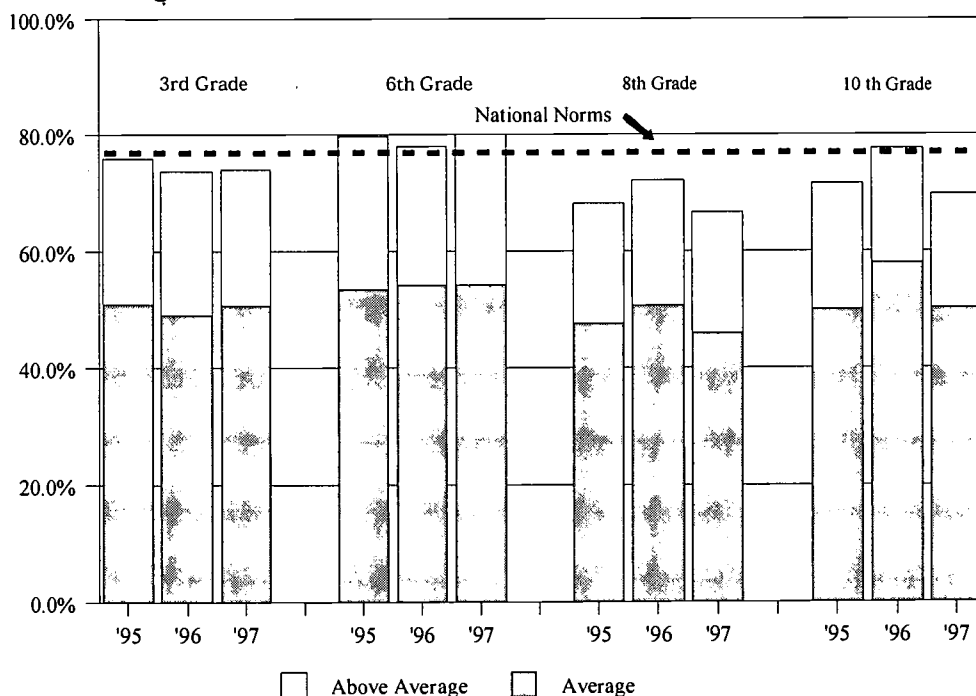 100.0%
3rd Grade 6th Grade 8th Grade 10 th Grade
National Norms
80.0%
60.0%
40.0%
20.0%
0.0%
'95 '96 '97 '95 '96 '97 '95 '96 '97 '95 '96 '97
Above Average Average